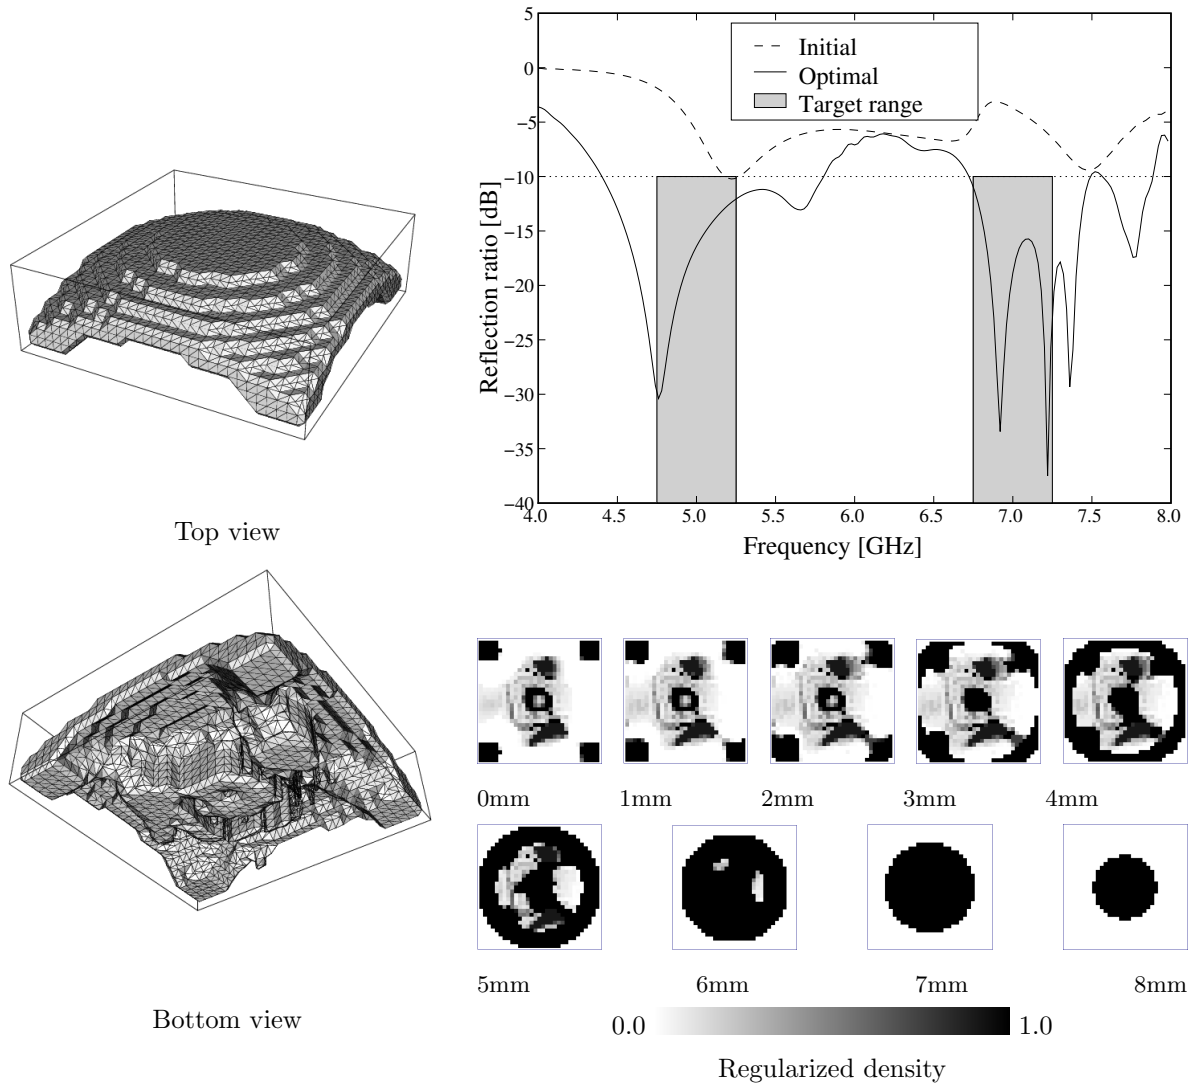 Top view
Bottom view
Initial
Optimal
Target range
5
0
−5
−10
−15
−20
−25
−30
−35
−40
Reflection ratio [dB]
4.0 4.5 5.0 5.5 6.0 6.5 7.0 7.5 8.0
Frequency [GHz]
0mm 1mm 2mm 3mm 4mm
5mm 6mm 7mm 8mm
0.0 1.0
Regularized density